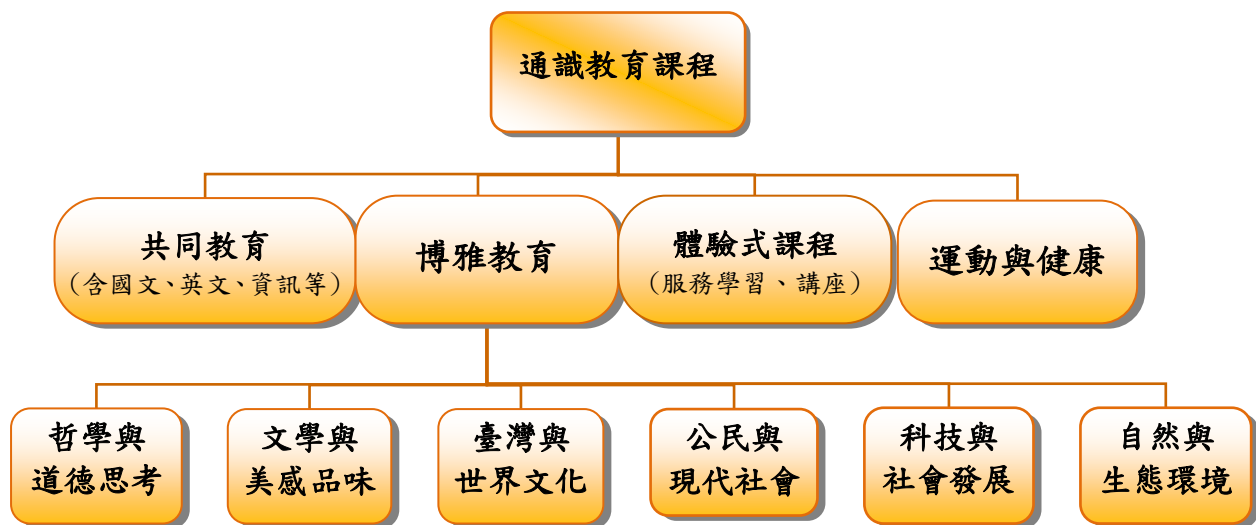 通識教育課程
共同教育
（含國文、英文、資訊等）
博雅教育
體驗式課程
（服務學習、講座）
運動與健康
哲學與
道德思考
文學與
美感品味
臺灣與
世界文化
公民與
現代社會
科技與
社會發展
自然與
生態環境